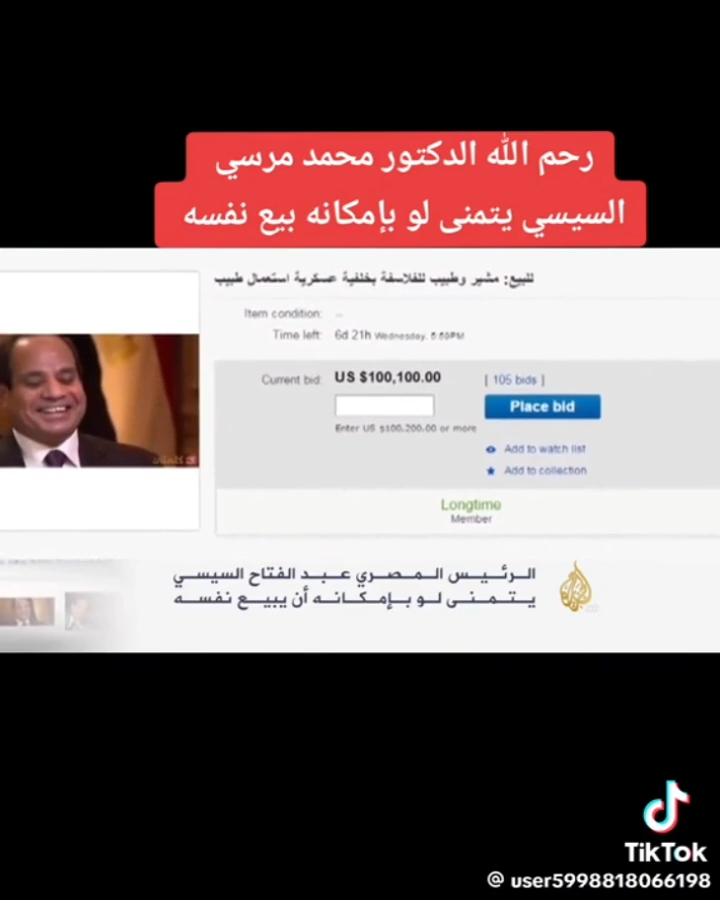 رحم الله الدكتور محمد مرسي
السيسي يتمنى لو بإمكانه بيع نفسه
للبيع: مشير وطبيب للفلاسفة بخلفية عسكرية استعمال طبيب
Item condition: --
Time left: 6d 21h Wednesday, 6:50PM
Current bid: US $100,100.00 [ 105 bids ]
Place bid
Enter US $100,200.00 or more
Add to watch list
Add to collection
Longtime
Member
الرئيس المصري عبد الفتاح السيسي
يتمنى لو بإمكانه أن يبيع نفسه
TikTok
@ user5998818066198